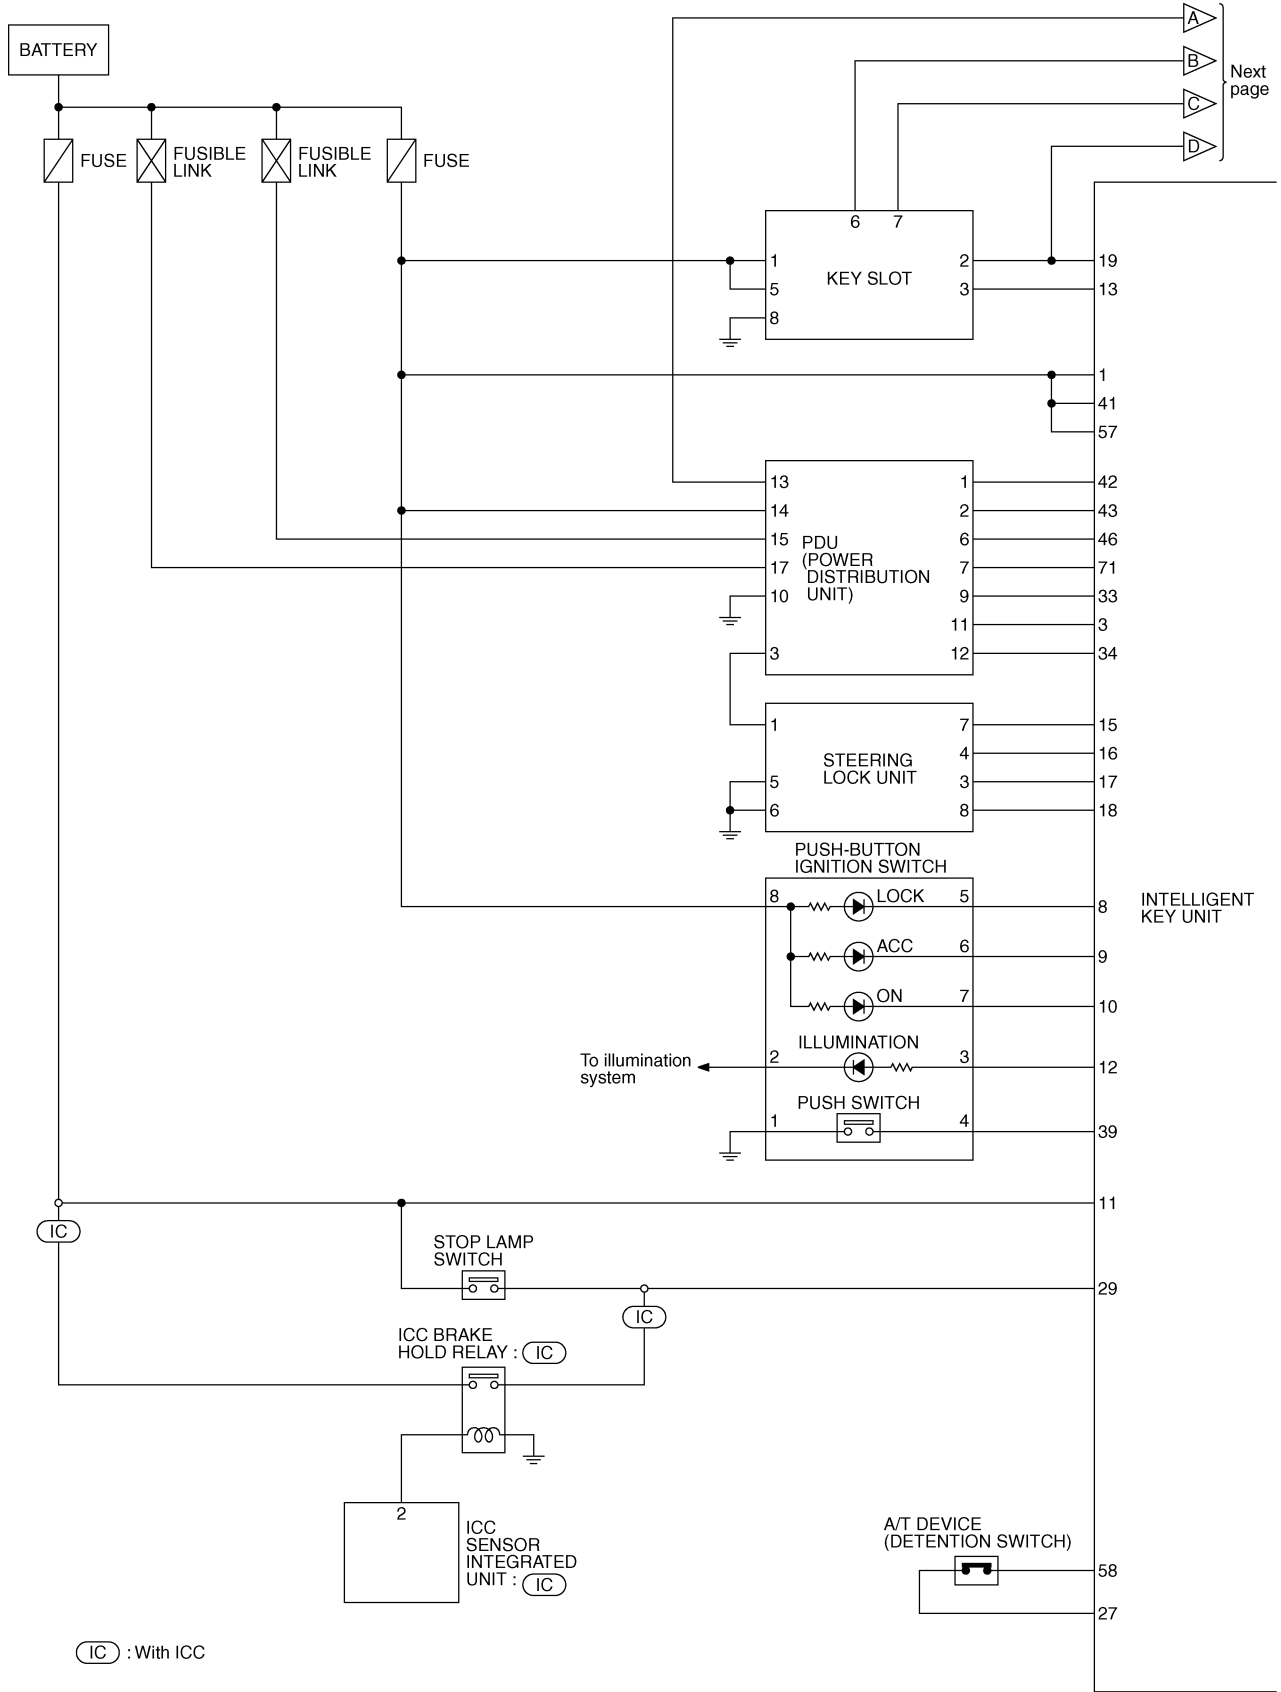 A
BATTERY
B
Next
page
C
D
FUSE
FUSIBLE
LINK
FUSIBLE
LINK
FUSE
6 7
1 2 19
KEY SLOT
5 3 13
8
1
41
57
13 1 42
14 2 43
15 6 46
PDU
(POWER
DISTRIBUTION
UNIT)
17 7 71
10 9 33
11 3
3 12 34
1 7 15
4 16
STEERING
LOCK UNIT
5 3 17
6 8 18
PUSH-BUTTON
IGNITION SWITCH
8 LOCK 5 8
INTELLIGENT
KEY UNIT
ACC 6 9
ON 7 10
ILLUMINATION
To illumination
system
2 3 12
PUSH SWITCH
1 4 39
11
IC
STOP LAMP
SWITCH
29
IC
ICC BRAKE
HOLD RELAY : IC
2
ICC
SENSOR
INTEGRATED
UNIT : IC
A/T DEVICE
(DETENTION SWITCH)
58
27
IC : With ICC